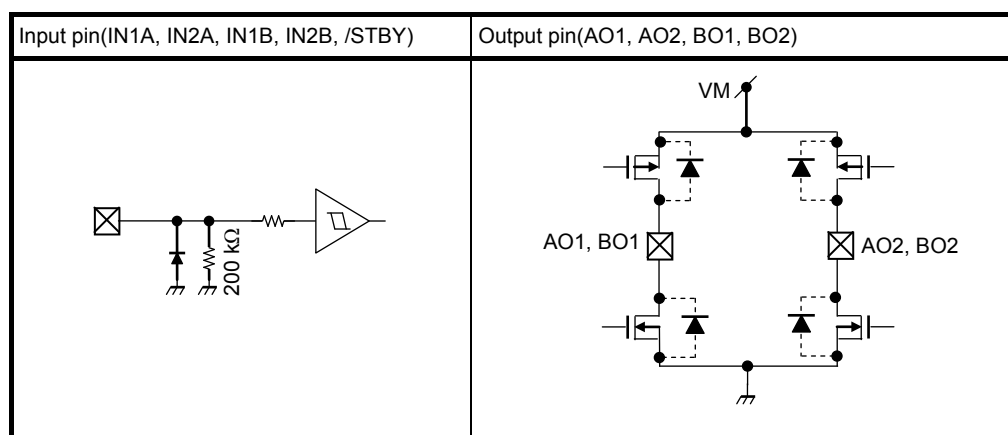 Input pin(IN1A, IN2A, IN1B, IN2B, /STBY)
Output pin(AO1, AO2, BO1, BO2)
200 kΩ
VM
AO1, BO1
AO2, BO2